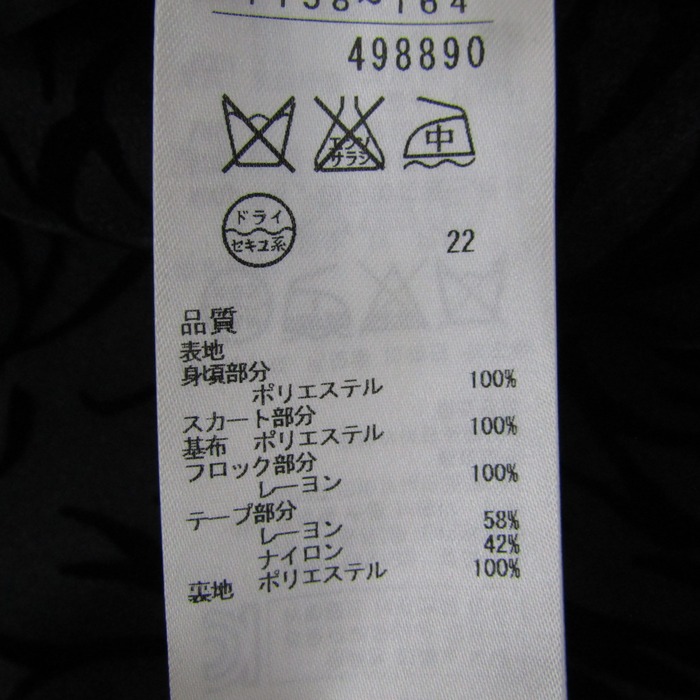 158~164
498890
エンソ
サラシ
中
ドライ
セキユ系
22
品質
表地
身頃部分
ポリエステル 100%
スカート部分
基布 ポリエステル 100%
フロック部分
レーヨン 100%
テープ部分
レーヨン 58%
ナイロン 42%
裏地 ポリエステル 100%